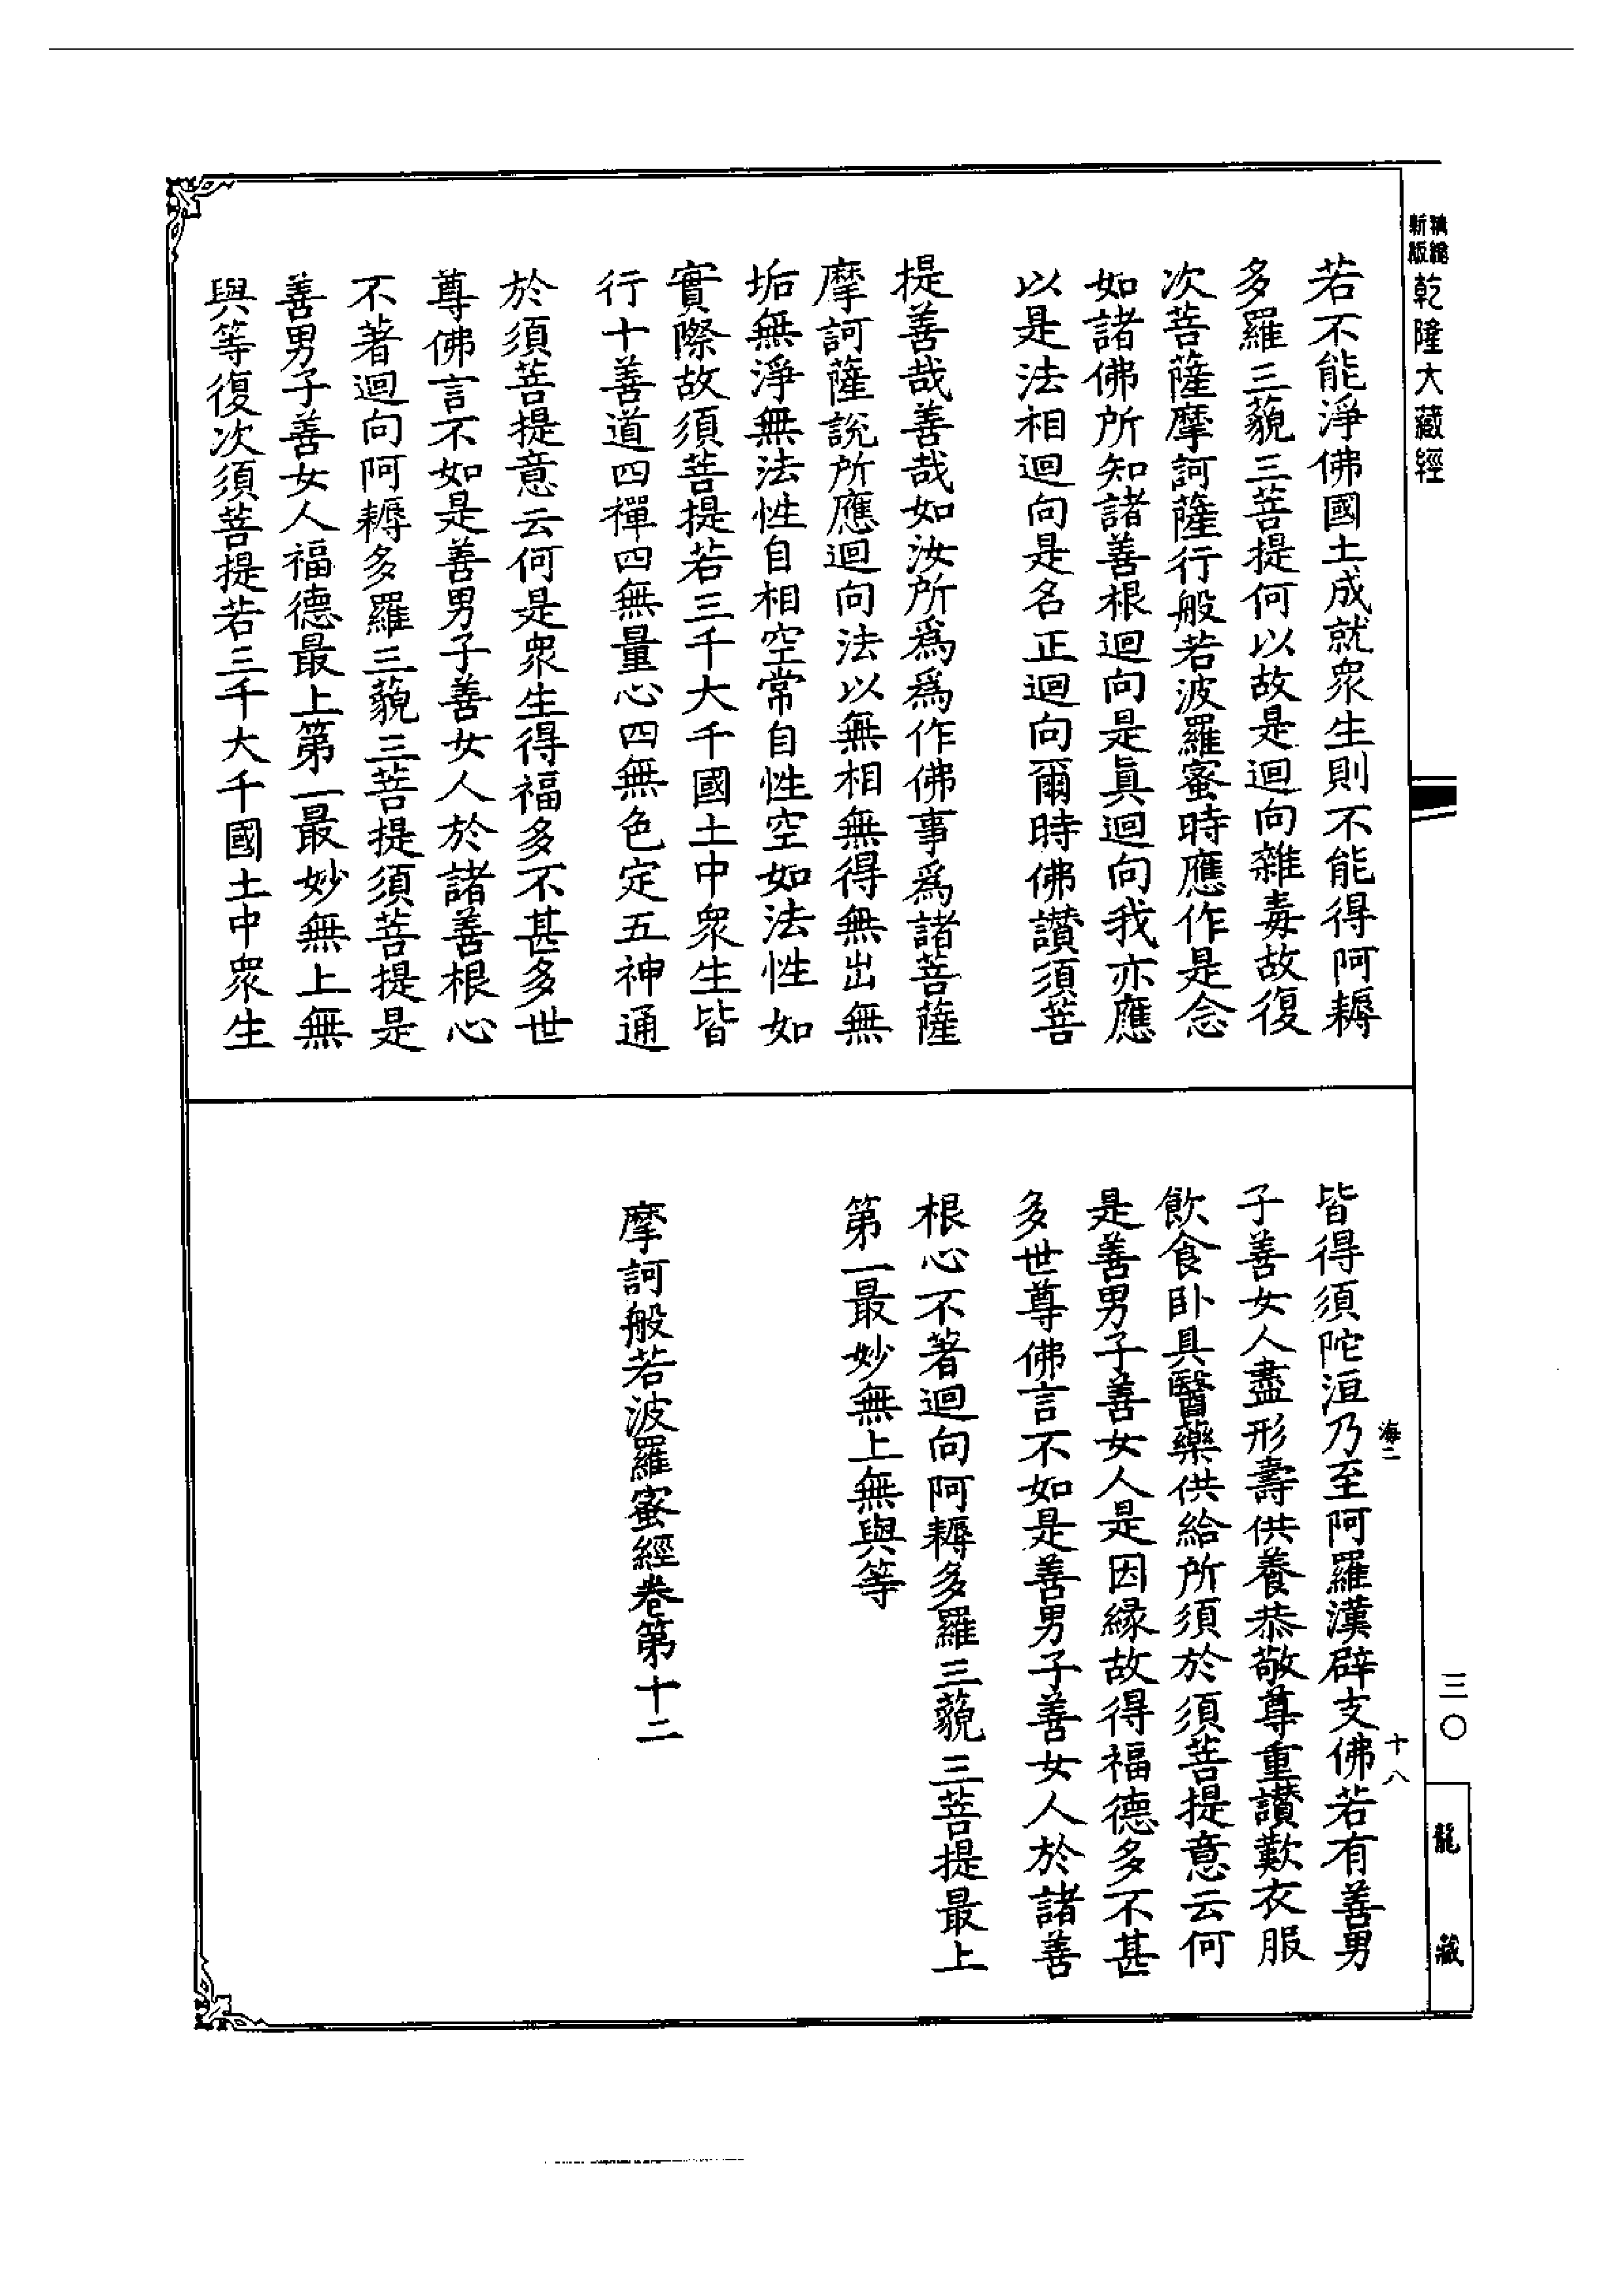 精縮
新版
乾隆大藏經
若不能淨佛國土成就衆生則不能得阿耨
多羅三藐三菩提何以故是迴向雜毒故復
次菩薩摩訶薩行般若波羅蜜時應作是念
如諸佛所知諸善根迴向是眞迴向我亦應
以是法相迴向是名正迴向爾時佛讃須菩
提善哉善哉如汝所爲爲作佛事爲諸菩薩
摩訶薩說所應迴向法以無相無得無出無
垢無淨無法性自相空常自性空如法性如
實際故須菩提若三千大千國土中衆生皆
行十善道四禪四無量心四無色定五神通
於須菩提意云何是衆生得福多不甚多世
尊佛言不如是善男子善女人於諸善根心
不著迴向阿耨多羅三藐三菩提須菩提是
善男子善女人福德最上第一最妙無上無
與等復次須菩提若三千大千國土中衆生
皆得須陀洹乃至阿羅漢辟支佛若有善男
子善女人盡形壽供養恭敬尊重讃歎衣服
飲食卧具醫藥供給所須於須菩提意云何
是善男子善女人是因縁故得福德多不甚
多世尊佛言不如是善男子善女人於諸善
根心不著迴向阿耨多羅三藐三菩提最上
第一最妙無上無與等
摩訶般若波羅蜜經卷第十二
海二
十八
三〇
龍藏